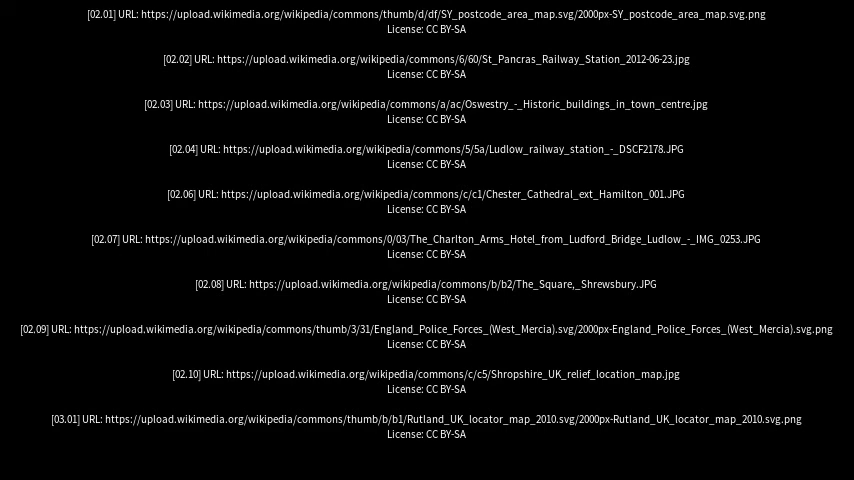 [02.01] URL: https://upload.wikimedia.org/wikipedia/commons/thumb/d/df/SY_postcode_area_map.svg/2000px-SY_postcode_area_map.svg.png
License: CC BY-SA
[02.02] URL: https://upload.wikimedia.org/wikipedia/commons/6/60/St_Pancras_Railway_Station_2012-06-23.jpg
License: CC BY-SA
[02.03] URL: https://upload.wikimedia.org/wikipedia/commons/a/ac/Oswestry_-_Historic_buildings_in_town_centre.jpg
License: CC BY-SA
[02.04] URL: https://upload.wikimedia.org/wikipedia/commons/5/5a/Ludlow_railway_station_-_DSCF2178.JPG
License: CC BY-SA
[02.06] URL: https://upload.wikimedia.org/wikipedia/commons/c/c1/Chester_Cathedral_ext_Hamilton_001.JPG
License: CC BY-SA
[02.07] URL: https://upload.wikimedia.org/wikipedia/commons/0/03/The_Charlton_Arms_Hotel_from_Ludford_Bridge_Ludlow_-_IMG_0253.JPG
License: CC BY-SA
[02.08] URL: https://upload.wikimedia.org/wikipedia/commons/b/b2/The_Square,_Shrewsbury.JPG
License: CC BY-SA
[02.09] URL: https://upload.wikimedia.org/wikipedia/commons/thumb/3/31/England_Police_Forces_(West_Mercia).svg/2000px-England_Police_Forces_(West_Mercia).svg.png
License: CC BY-SA
[02.10] URL: https://upload.wikimedia.org/wikipedia/commons/c/c5/Shropshire_UK_relief_location_map.jpg
License: CC BY-SA
[03.01] URL: https://upload.wikimedia.org/wikipedia/commons/thumb/b/b1/Rutland_UK_locator_map_2010.svg/2000px-Rutland_UK_locator_map_2010.svg.png
License: CC BY-SA